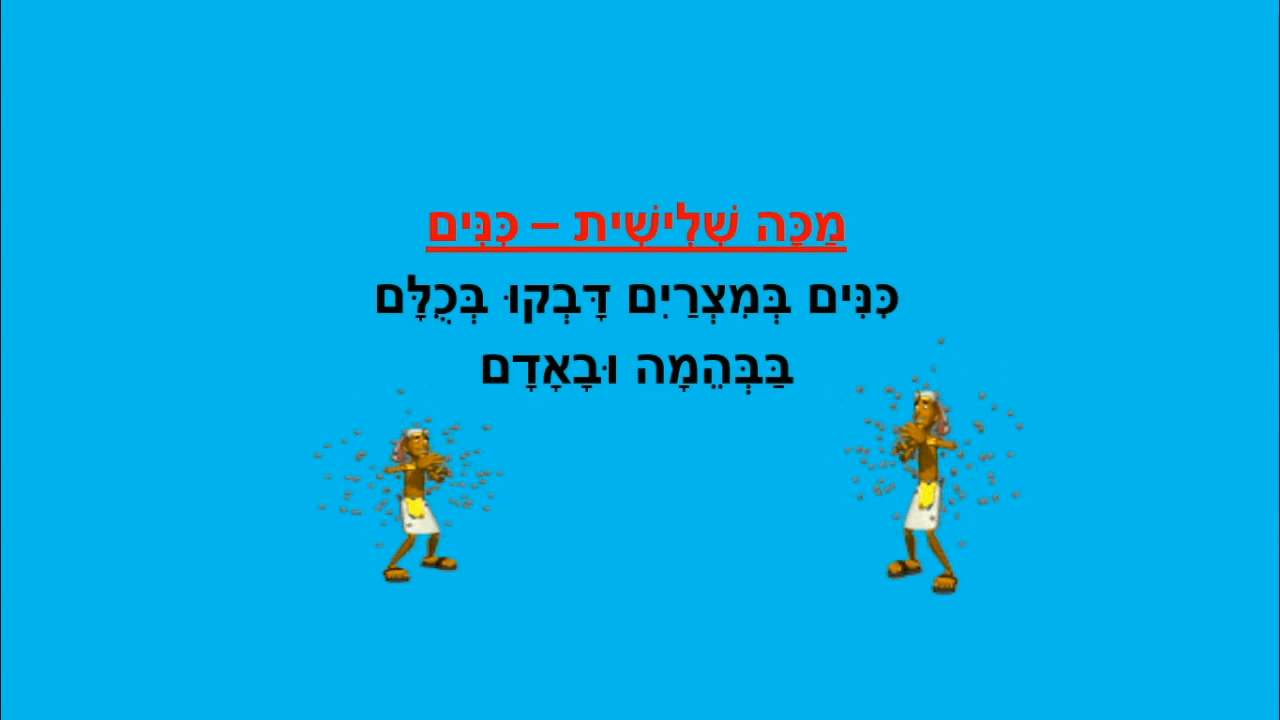 מַכָּה שְׁלִישִׁית – כִּנִּים
כִּנִּים בְּמִצְרַיִם דָּבְקוּ בְּכֻלָּם
בַּבְּהֵמָה וּבָאָדָם